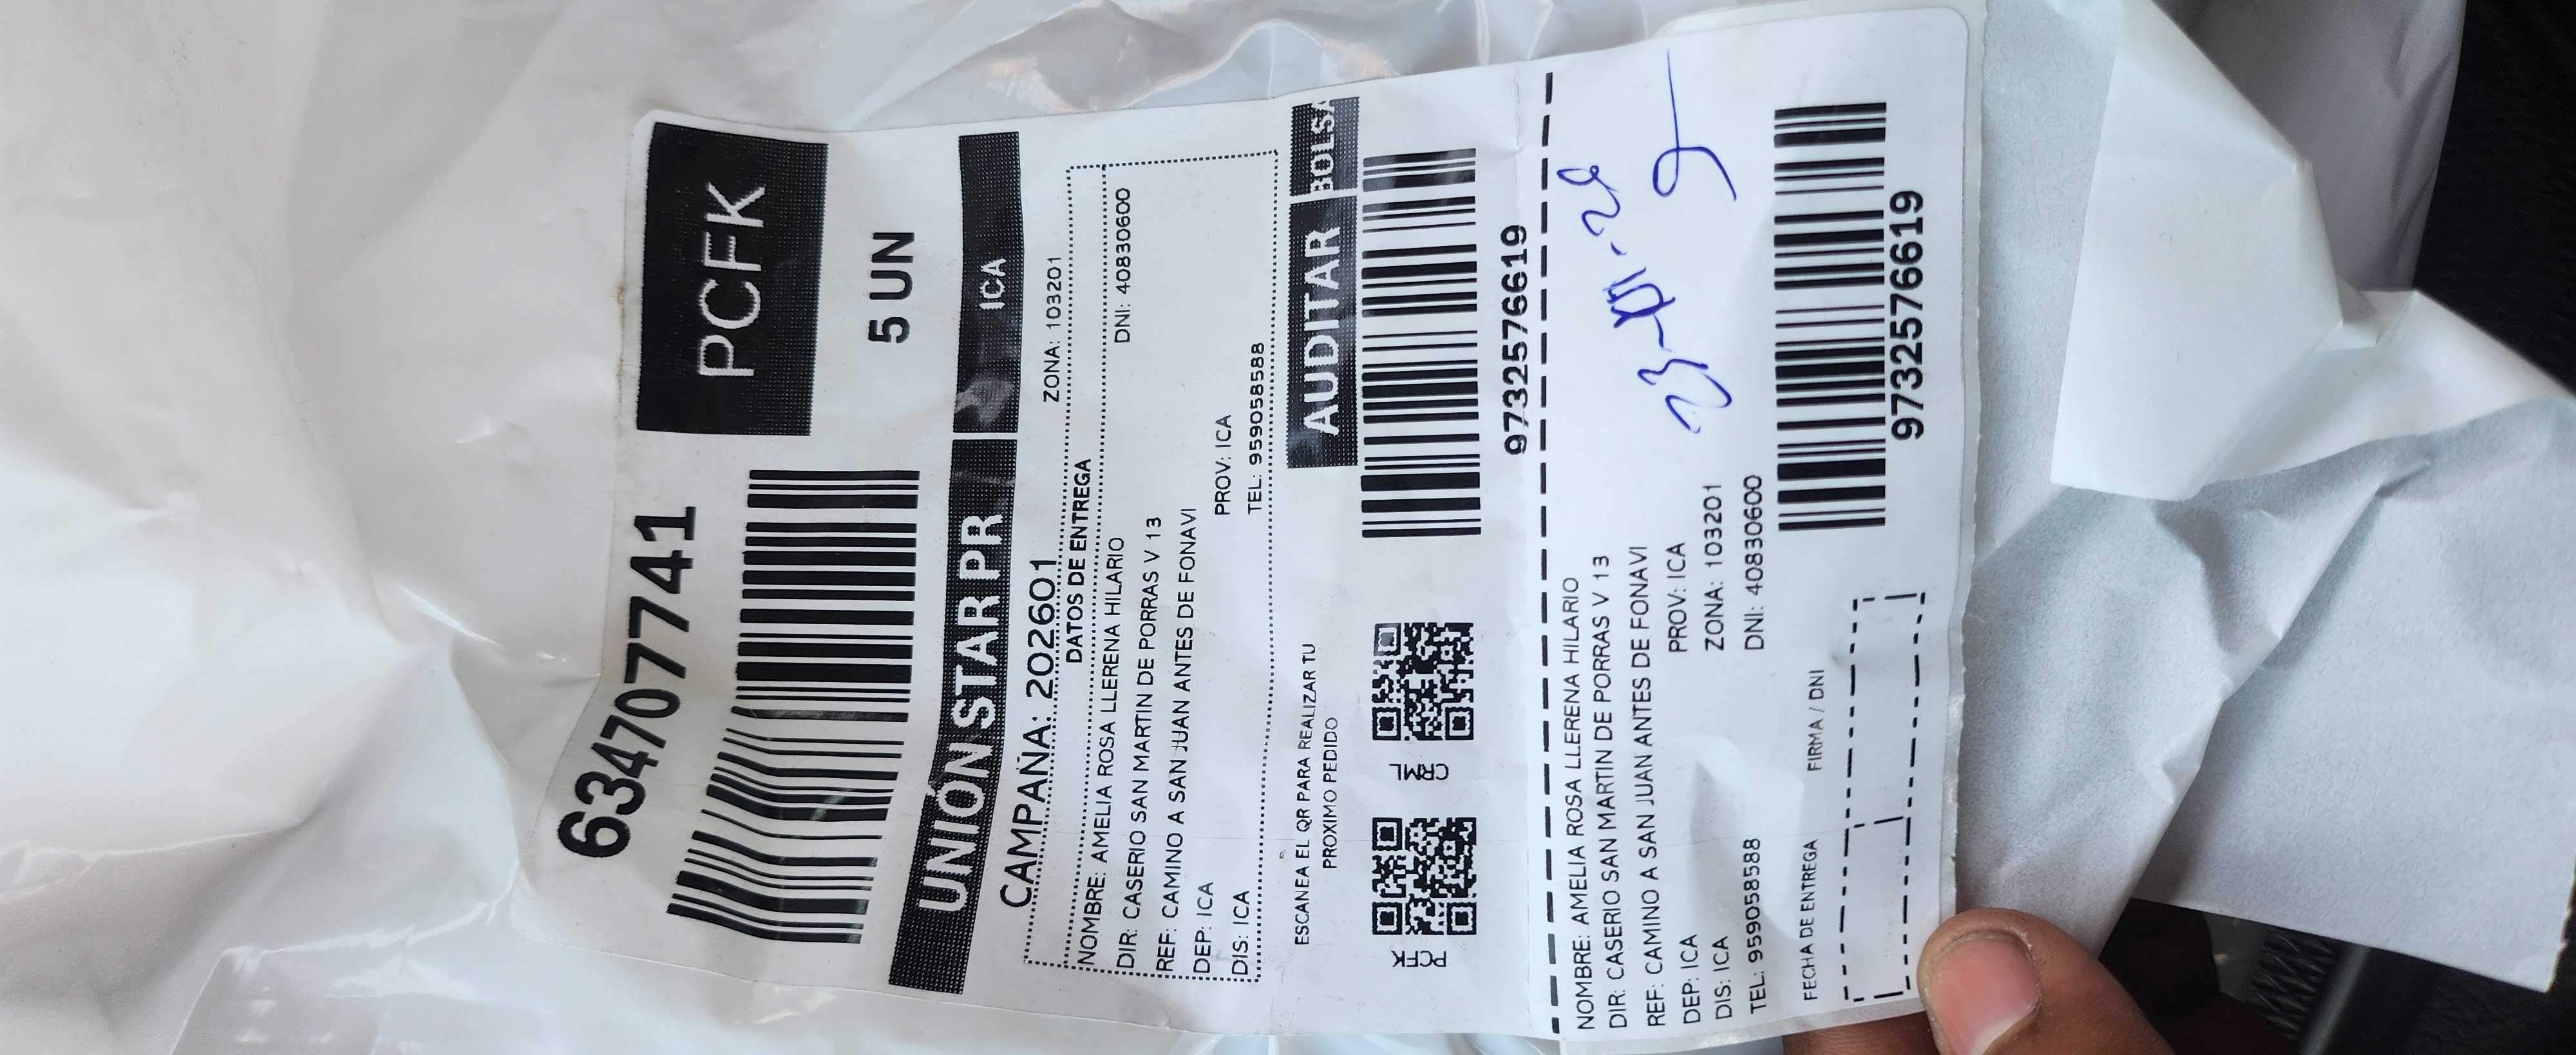 6347077741
PCFK
5 UN
UNIÓN STAR PR
ICA
CAMPAÑA: 202601
ZONA: 103201
DATOS DE ENTREGA
NOMBRE: AMELIA ROSA LLERENA HILARIO
DIR: CASERIO SAN MARTIN DE PORRAS V 13
DNI: 40830600
REF: CAMINO A SAN JUAN ANTES DE FONAVI
DEP: ICA
PROV: ICA
DIS: ICA
TEL: 959058588
AUDITAR BOLSA
ESCANEA EL QR PARA REALIZAR TU
PROXIMO PEDIDO
PCFK
CRML
9732576619
NOMBRE: AMELIA ROSA LLERENA HILARIO
DIR: CASERIO SAN MARTIN DE PORRAS V 13
REF: CAMINO A SAN JUAN ANTES DE FONAVI
DEP: ICA
PROV: ICA
DIS: ICA
ZONA: 103201
TEL: 959058588
DNI: 40830600
23-XII-
FECHA DE ENTREGA
FIRMA / DNI
9732576619